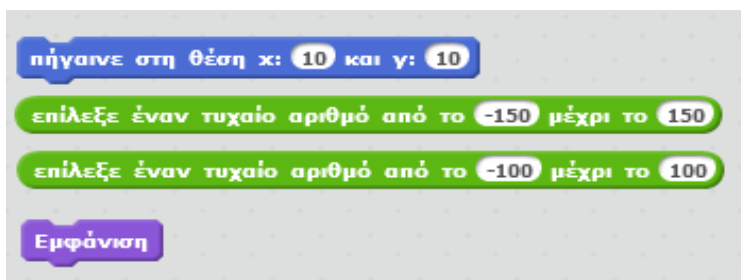 πήγαινε στη θέση x: 10 και y: 10
επίλεξε έναν τυχαίο αριθμό από το -150 μέχρι το 150
επίλεξε έναν τυχαίο αριθμό από το -100 μέχρι το 100
Εμφάνιση